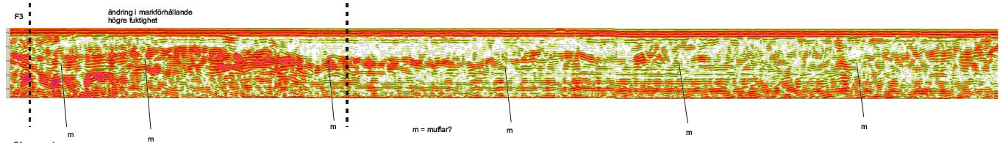 F3
ändring i markförhållande
högre fuktighet
m
m
m
m = muffar?
m
m
m